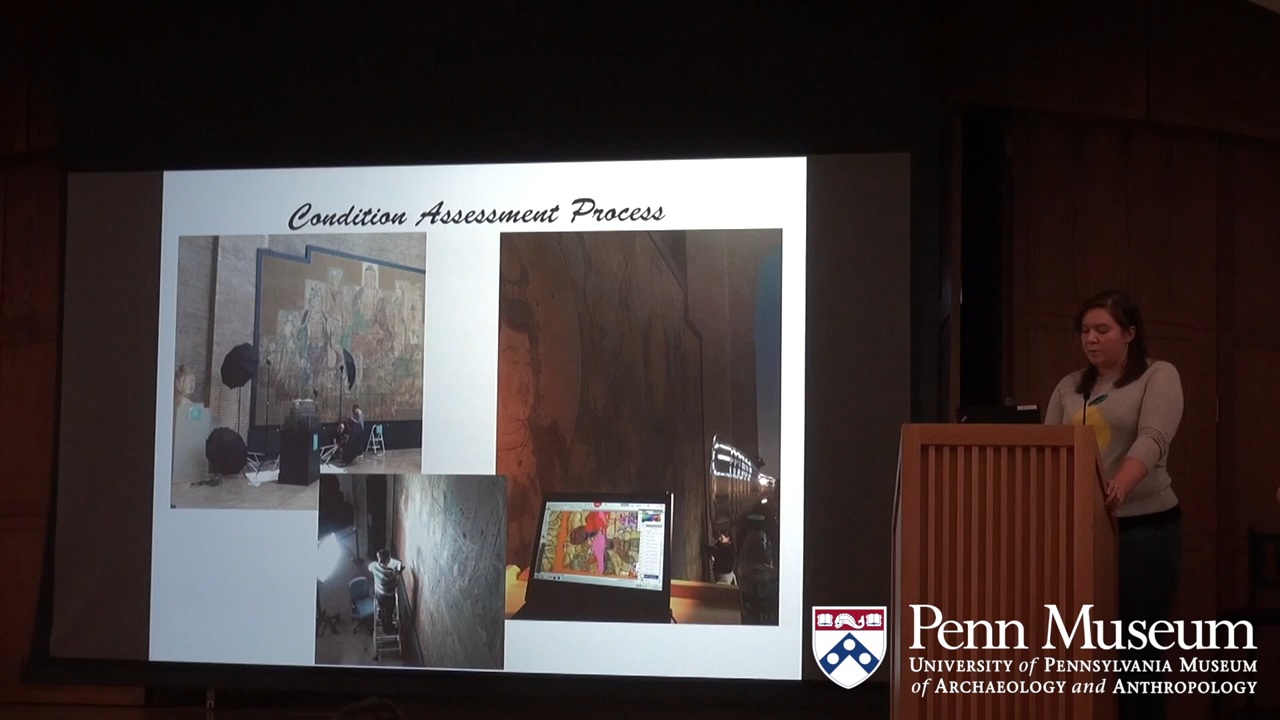 Condition Assessment Process
Penn Museum
UNIVERSITY of PENNSYLVANIA MUSEUM
of ARCHAEOLOGY and ANTHROPOLOGY